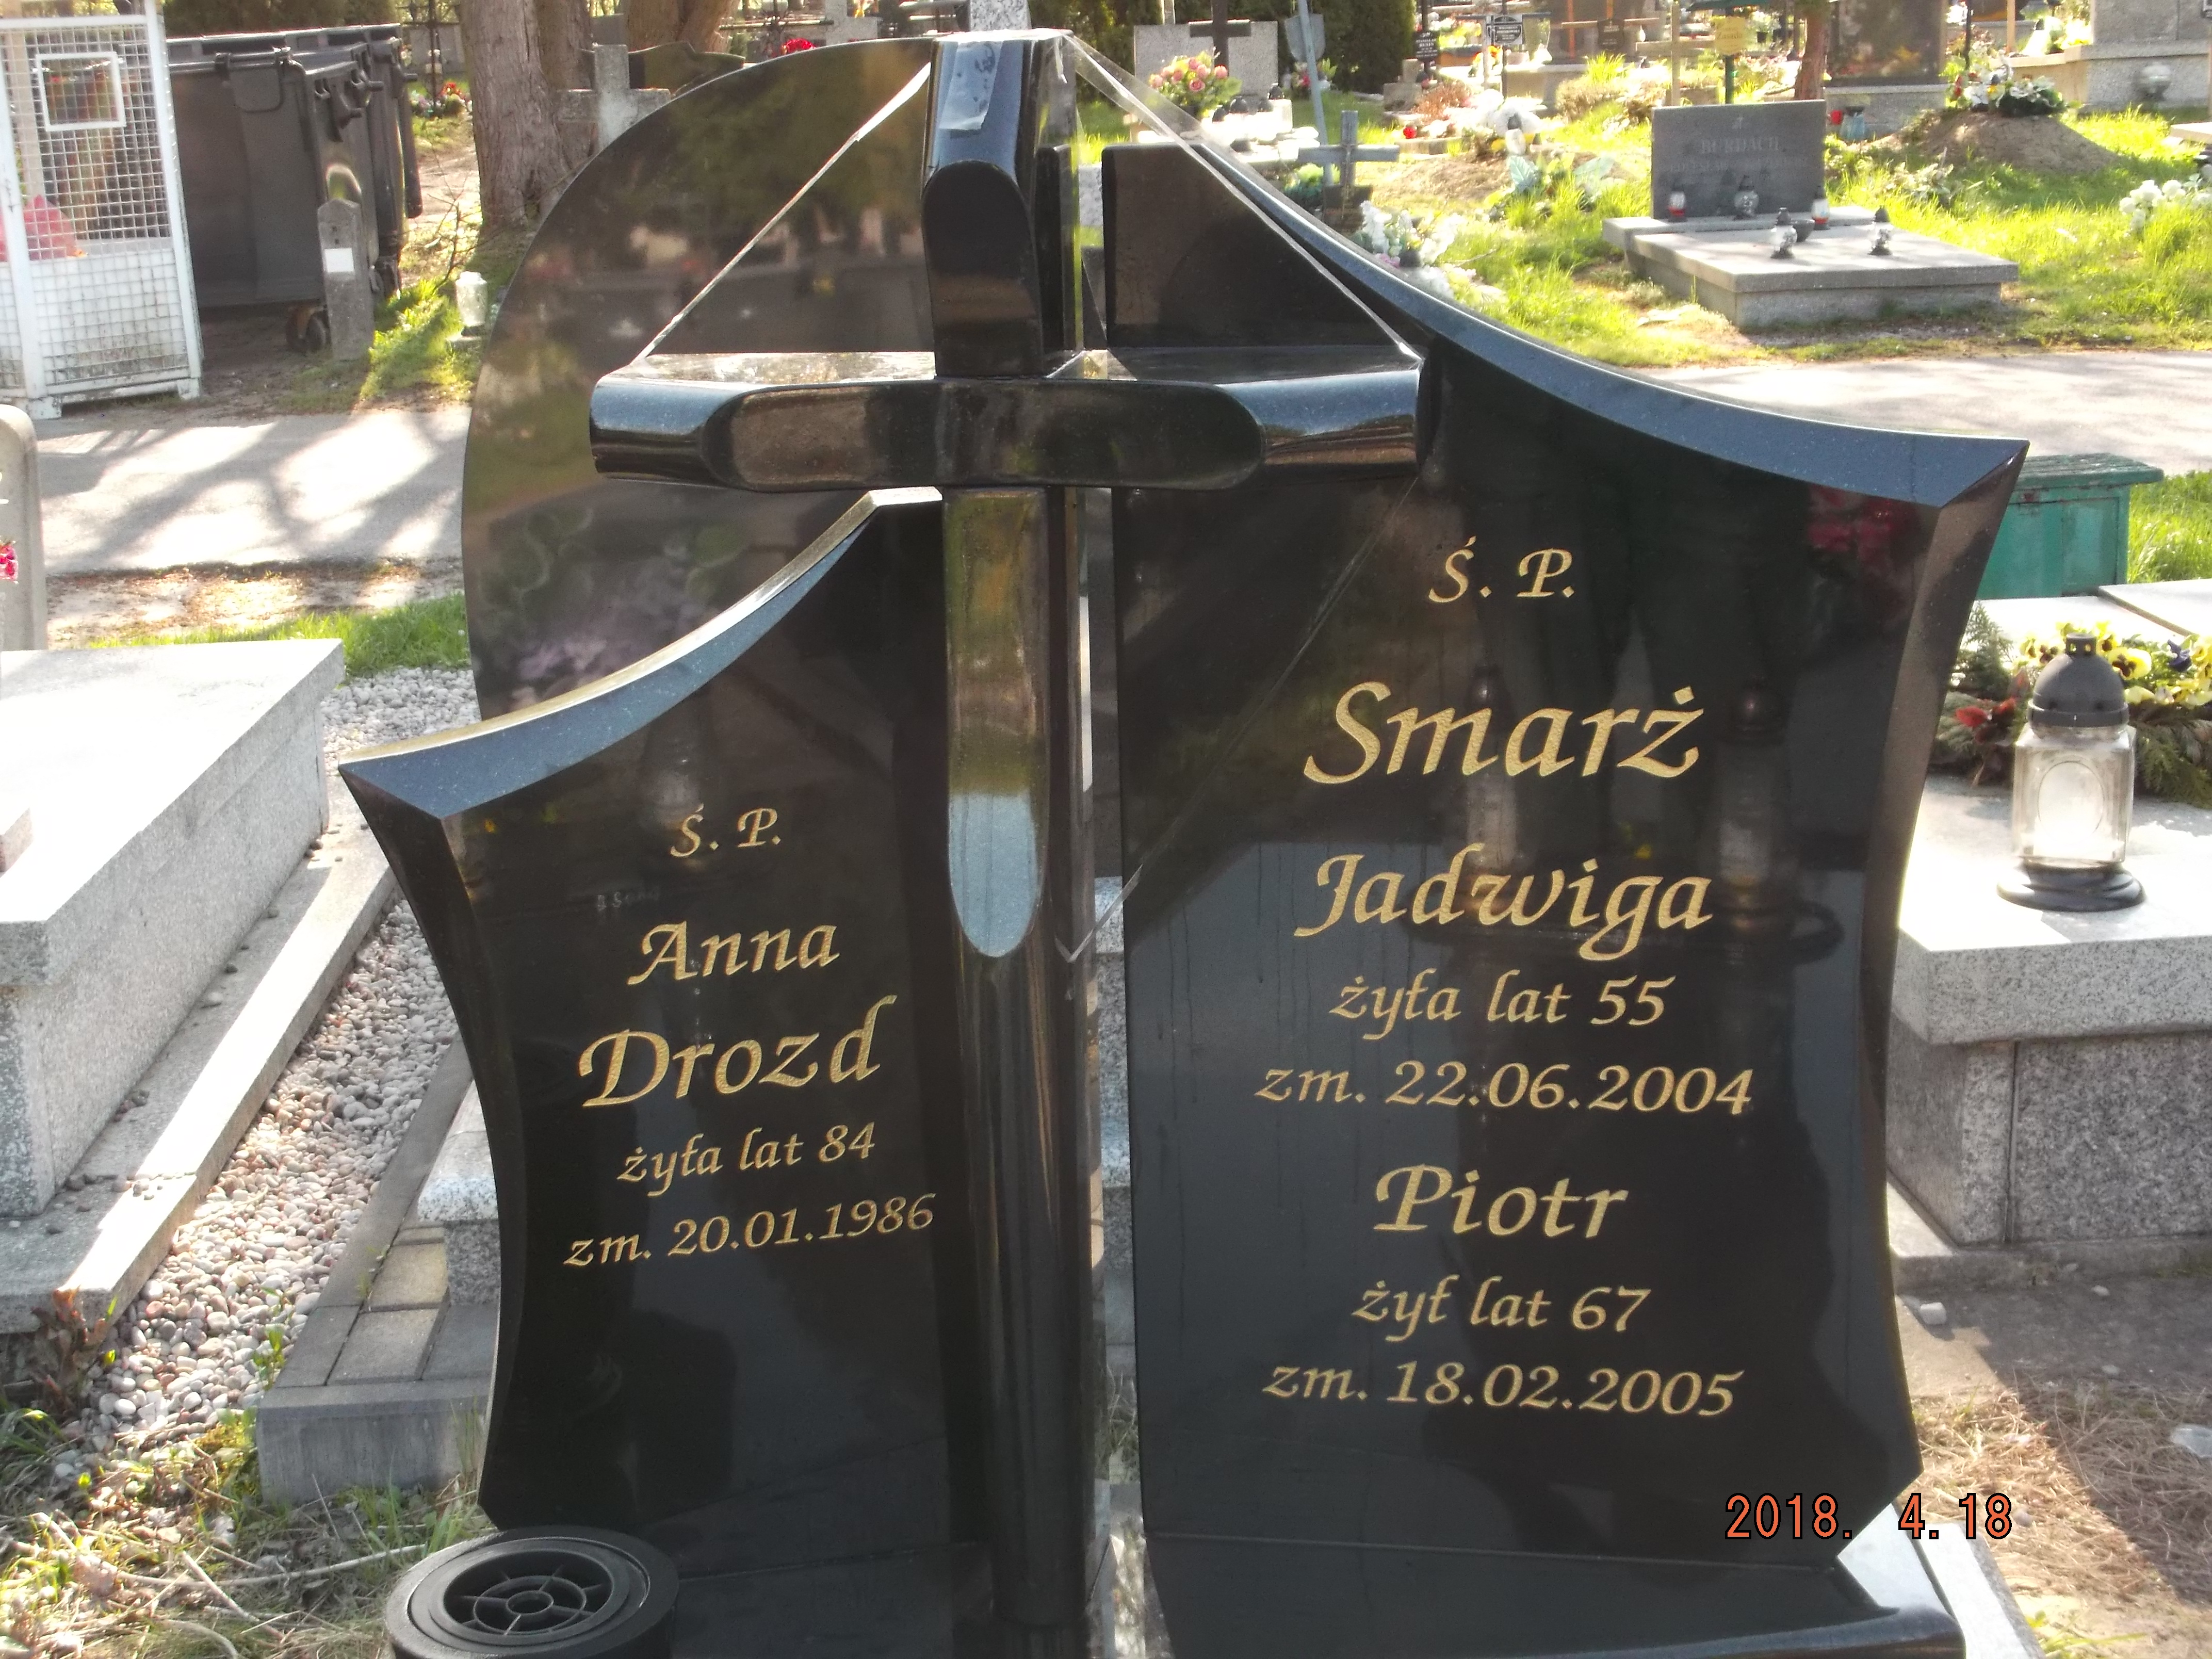 Ś. P.
Anna
Drozd
żyła lat 84
zm. 20.01.1986
Ś. P.
Smarż
Jadwiga
żyła lat 55
zm. 22.06.2004
Piotr
żył lat 67
zm. 18.02.2005
2018. 4.18